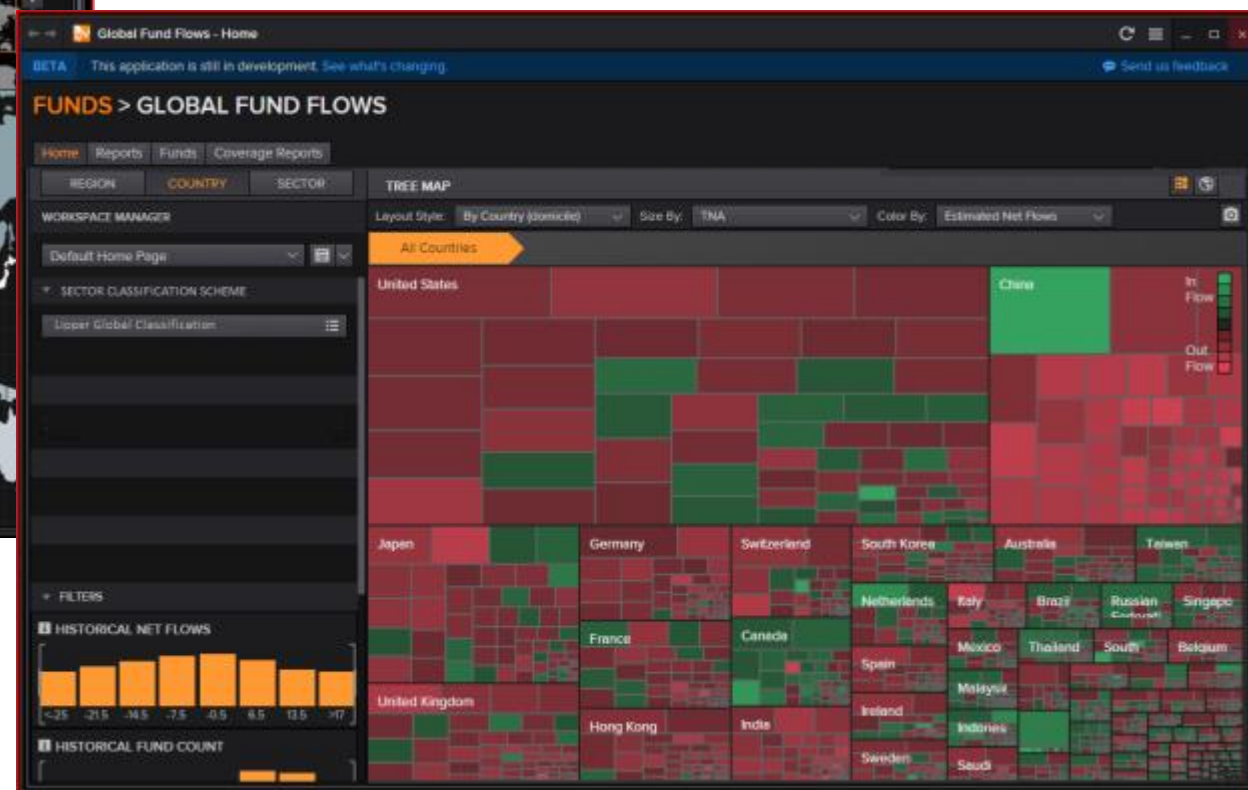 Global Fund Flows - Home
BETA This application is still in development. See what's changing. Send us feedback
FUNDS > GLOBAL FUND FLOWS
Home Reports Funds Coverage Reports
REGION COUNTRY SECTOR
TREE MAP
WORKSPACE MANAGER
Layout Style: By Country (domicile) Size By: TNA Color By: Estimated Net Flows
Default Home Page
All Countries
SECTOR CLASSIFICATION SCHEME
Lipper Global Classification
United States
China
In Flow
Out Flow
Japan Germany Switzerland South Korea Australia Taiwan
Netherlands Italy Brazil Russian Singapo
France Canada
Mexico Thailand South Belgium
Spain
Malaysia
United Kingdom
Ireland
Hong Kong India
Indones
Sweden
Saudi
FILTERS
HISTORICAL NET FLOWS
<-25 -21.5 -14.5 -7.5 -0.5 6.5 13.5 >17
HISTORICAL FUND COUNT